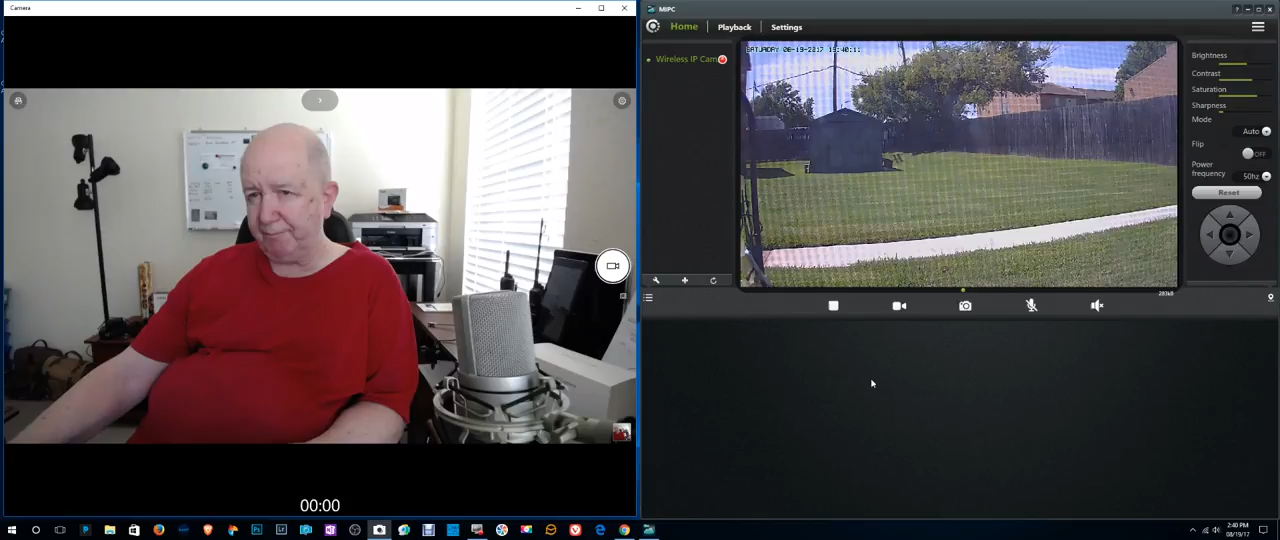 Camera
00:00
MIPC
Home
Playback
Settings
Wireless IP Cam
SATURDAY 08-19-2017 15:40:11
283kB
Brightness
Contrast
Saturation
Sharpness
Mode
Auto
Flip
OFF
Power
frequency
50hz
Reset
2:40 PM
08/19/17